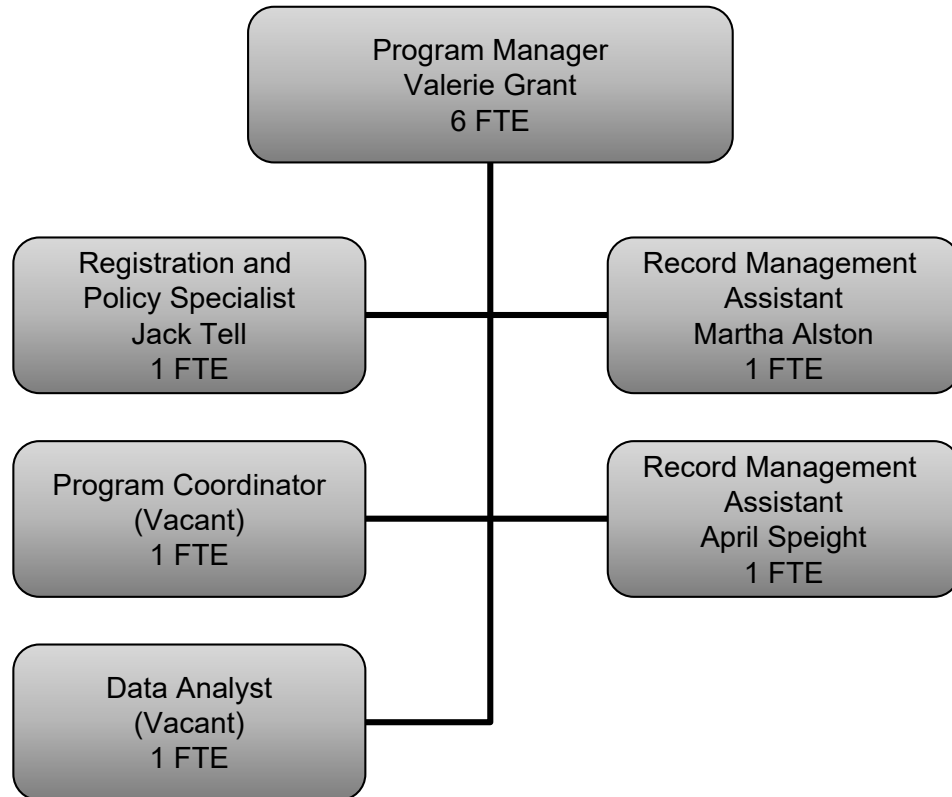 Program Manager
Valerie Grant
6 FTE
Registration and
Policy Specialist
Jack Tell
1 FTE
Record Management
Assistant
Martha Alston
1 FTE
Program Coordinator
(Vacant)
1 FTE
Record Management
Assistant
April Speight
1 FTE
Data Analyst
(Vacant)
1 FTE